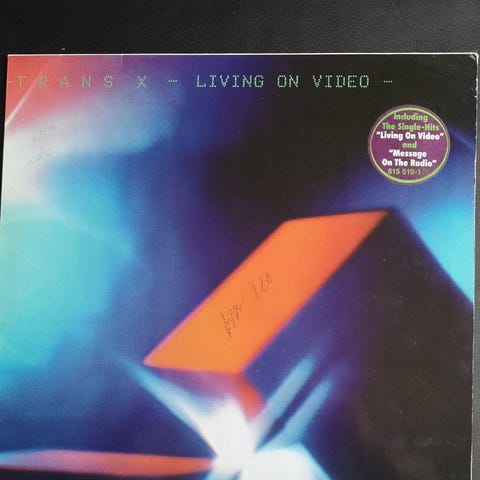 -TRANS X - LIVING ON VIDEO -
Including
The Single-Hits
"Living On Video"
and
"Message
On The Radio"
815 519-1